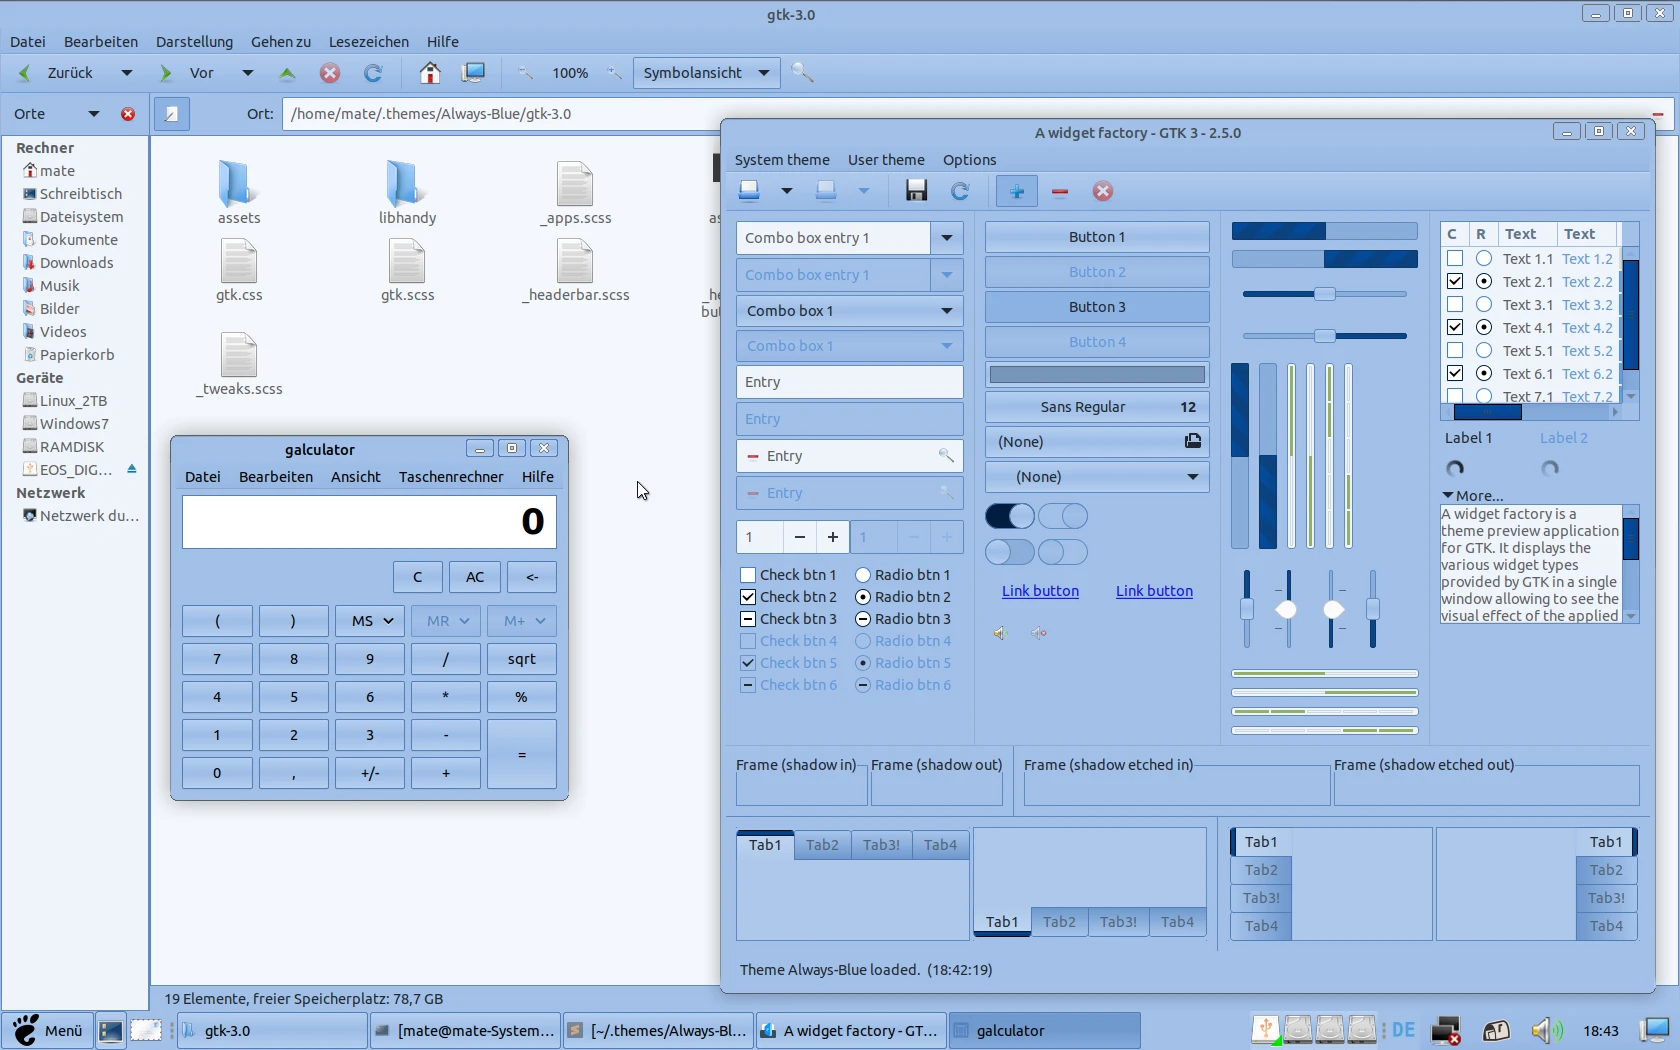 gtk-3.0
Datei Bearbeiten Darstellung Gehen zu Lesezeichen Hilfe
Zurück Vor 100% Symbolansicht
Orte Ort: /home/mate/.themes/Always-Blue/gtk-3.0
Rechner
mate
Schreibtisch
Dateisystem
Dokumente
Downloads
Musik
Bilder
Videos
Papierkorb
Geräte
Linux_2TB
Windows7
RAMDISK
EOS_DIG...
Netzwerk
Netzwerk du...
assets libhandy _apps.scss as
gtk.css gtk.scss _headerbar.scss _he
but
_tweaks.scss
19 Elemente, freier Speicherplatz: 78,7 GB
galculator
Datei Bearbeiten Ansicht Taschenrechner Hilfe
0
C AC <-
( ) MS MR M+
7 8 9 / sqrt
4 5 6 * %
1 2 3 - =
0 , +/- +
A widget factory - GTK 3 - 2.5.0
System theme User theme Options
Combo box entry 1
Combo box entry 1
Combo box 1
Combo box 1
Entry
Entry
Entry
Entry
1 − + 1 − +
Check btn 1 Radio btn 1
Check btn 2 Radio btn 2
Check btn 3 Radio btn 3
Check btn 4 Radio btn 4
Check btn 5 Radio btn 5
Check btn 6 Radio btn 6
Button 1
Button 2
Button 3
Button 4
Sans Regular 12
(None)
(None)
Link button Link button
C R Text Text
Text 1.1 Text 1.2
Text 2.1 Text 2.2
Text 3.1 Text 3.2
Text 4.1 Text 4.2
Text 5.1 Text 5.2
Text 6.1 Text 6.2
Text 7.1 Text 7.2
Label 1 Label 2
More...
A widget factory is a
theme preview application
for GTK. It displays the
various widget types
provided by GTK in a single
window allowing to see the
visual effect of the applied
Frame (shadow in) Frame (shadow out) Frame (shadow etched in) Frame (shadow etched out)
Tab1 Tab2 Tab3! Tab4
Tab1 Tab2 Tab3! Tab4
Tab1
Tab2
Tab3!
Tab4
Tab1
Tab2
Tab3!
Tab4
Theme Always-Blue loaded. (18:42:19)
Menü gtk-3.0 [mate@mate-System... [~/.themes/Always-Bl... A widget factory - GT... galculator DE 18:43